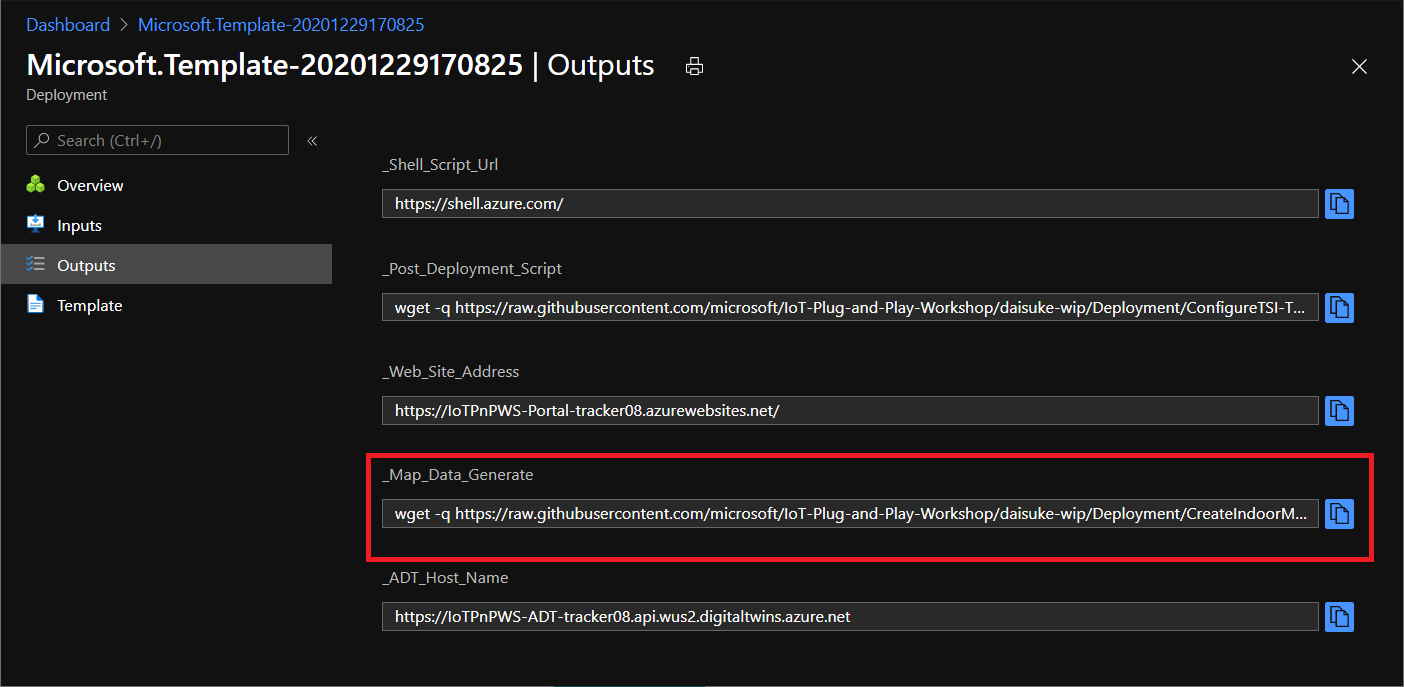 Dashboard > Microsoft.Template-20201229170825
Microsoft.Template-20201229170825 | Outputs
Deployment
Search (Ctrl+/)
«
Overview
Inputs
Outputs
Template
_Shell_Script_Url
https://shell.azure.com/
_Post_Deployment_Script
wget -q https://raw.githubusercontent.com/microsoft/IoT-Plug-and-Play-Workshop/daisuke-wip/Deployment/ConfigureTSI-T...
_Web_Site_Address
https://IoTPnPWS-Portal-tracker08.azurewebsites.net/
_Map_Data_Generate
wget -q https://raw.githubusercontent.com/microsoft/IoT-Plug-and-Play-Workshop/daisuke-wip/Deployment/CreateIndoorM...
_ADT_Host_Name
https://IoTPnPWS-ADT-tracker08.api.wus2.digitaltwins.azure.net